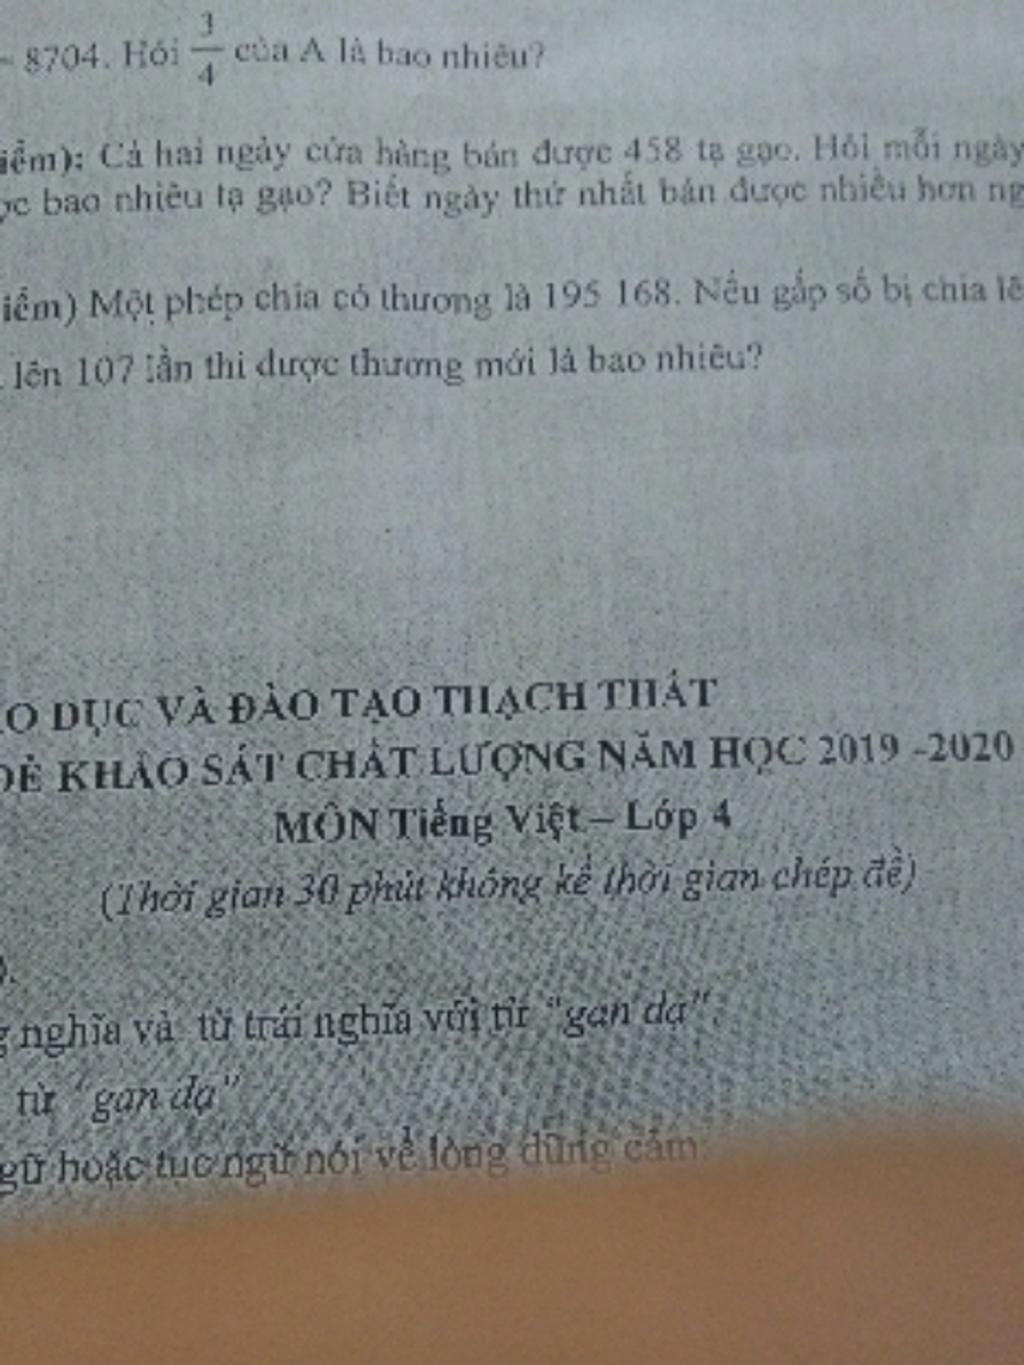 8704. Hỏi 3/4 của A là bao nhiêu?
iểm): Cả hai ngày cửa hàng bán được 458 tạ gạo. Hỏi mỗi ngày
ợc bao nhiêu tạ gạo? Biết ngày thứ nhất bán được nhiều hơn ng
iểm) Một phép chia có thương là 195 168. Nếu gấp số bị chia lê
lên 107 lần thì được thương mới là bao nhiêu?
O DỤC VÀ ĐÀO TẠO THẠCH THẤT
ĐỀ KHẢO SÁT CHẤT LƯỢNG NĂM HỌC 2019 -2020
MÔN Tiếng Việt – Lớp 4
(Thời gian 30 phút không kể thời gian chép đề)
g nghĩa và từ trái nghĩa với từ "gan dạ".
từ "gan dạ"
gữ hoặc tục ngữ nói về lòng dũng cảm: